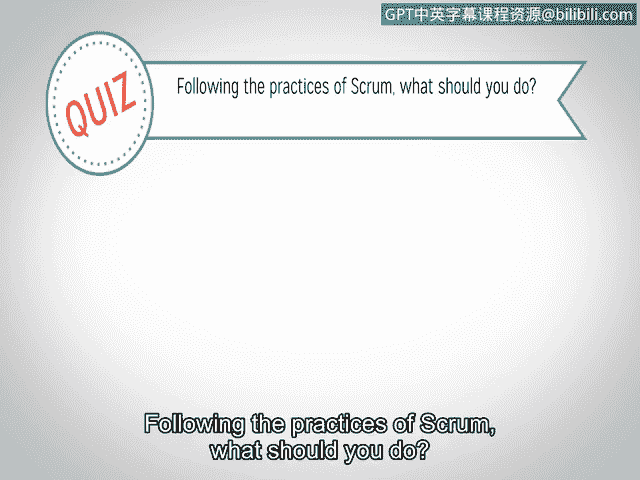 GPT中英字幕课程资源@bilibili.com
QUIZ
Following the practices of Scrum, what should you do?
Following the practices of Scrum,
what should you do?